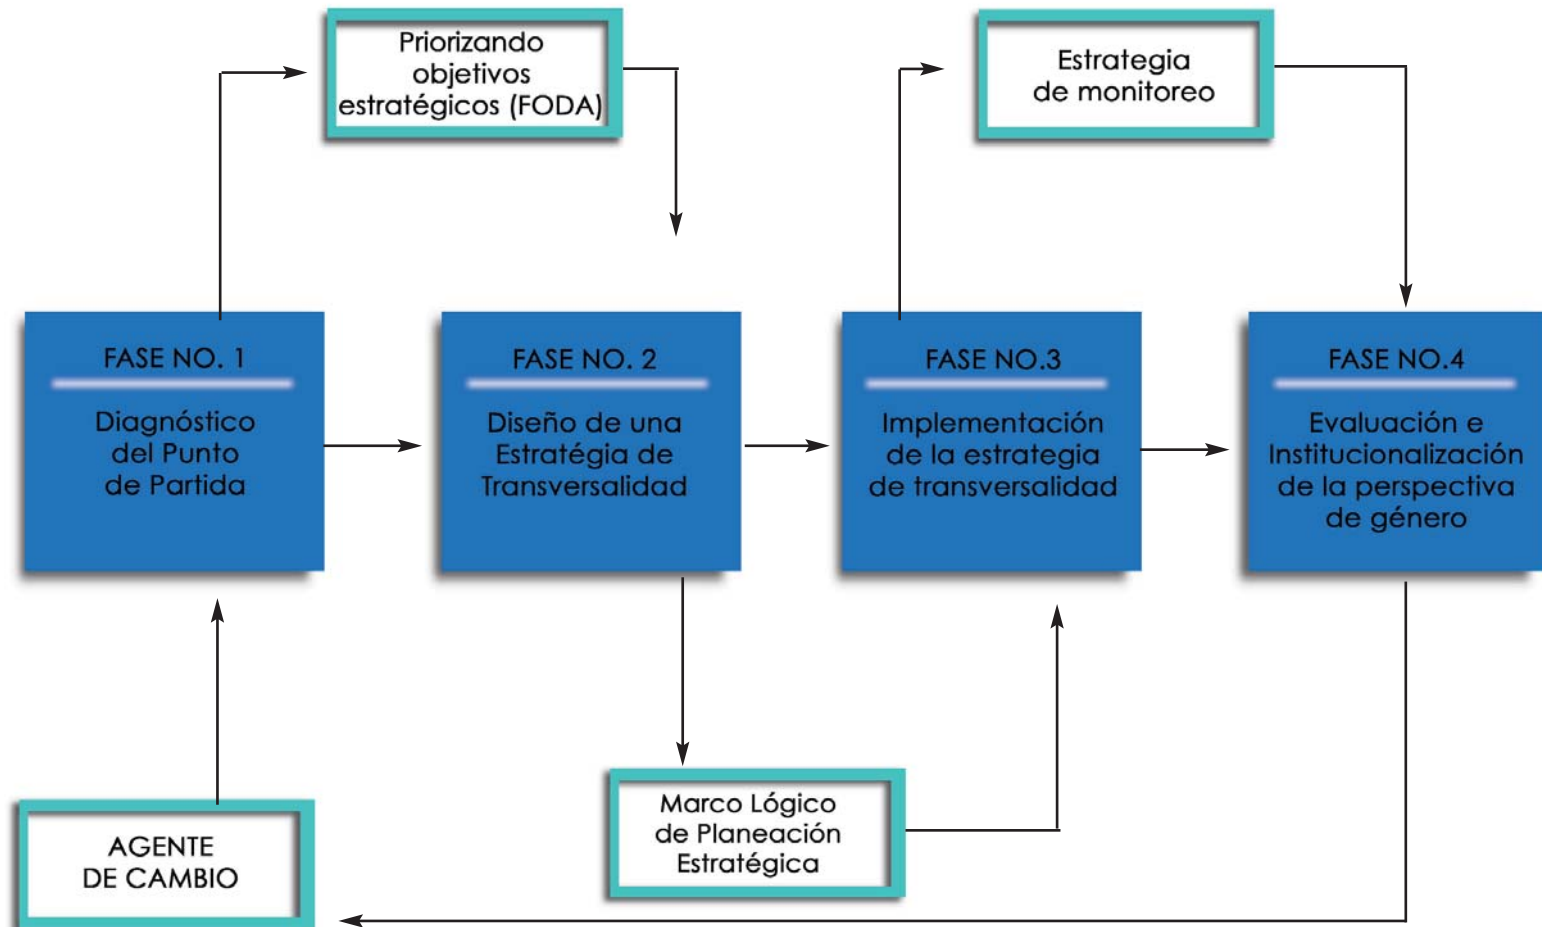 Priorizando
objetivos
estratégicos (FODA)
Estrategia
de monitoreo
FASE NO. 1
Diagnóstico
del Punto
de Partida
FASE NO. 2
Diseño de una
Estratégia de
Transversalidad
FASE NO.3
Implementación
de la estrategia
de transversalidad
FASE NO.4
Evaluación e
Institucionalización
de la perspectiva
de género
AGENTE
DE CAMBIO
Marco Lógico
de Planeación
Estratégica